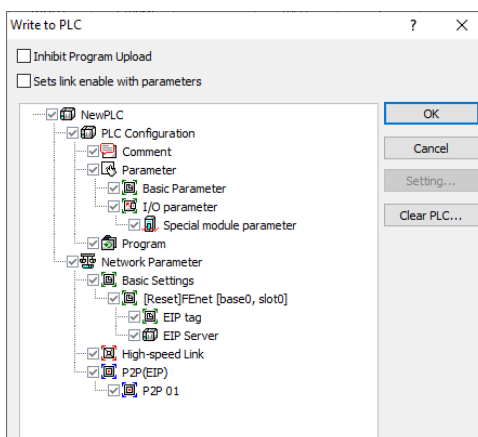 Write to PLC
? X
Inhibit Program Upload
Sets link enable with parameters
NewPLC
PLC Configuration
Comment
Parameter
Basic Parameter
I/O parameter
Special module parameter
Program
Network Parameter
Basic Settings
[Reset]FEnet [base0, slot0]
EIP tag
EIP Server
High-speed Link
P2P(EIP)
P2P 01
OK
Cancel
Setting...
Clear PLC...